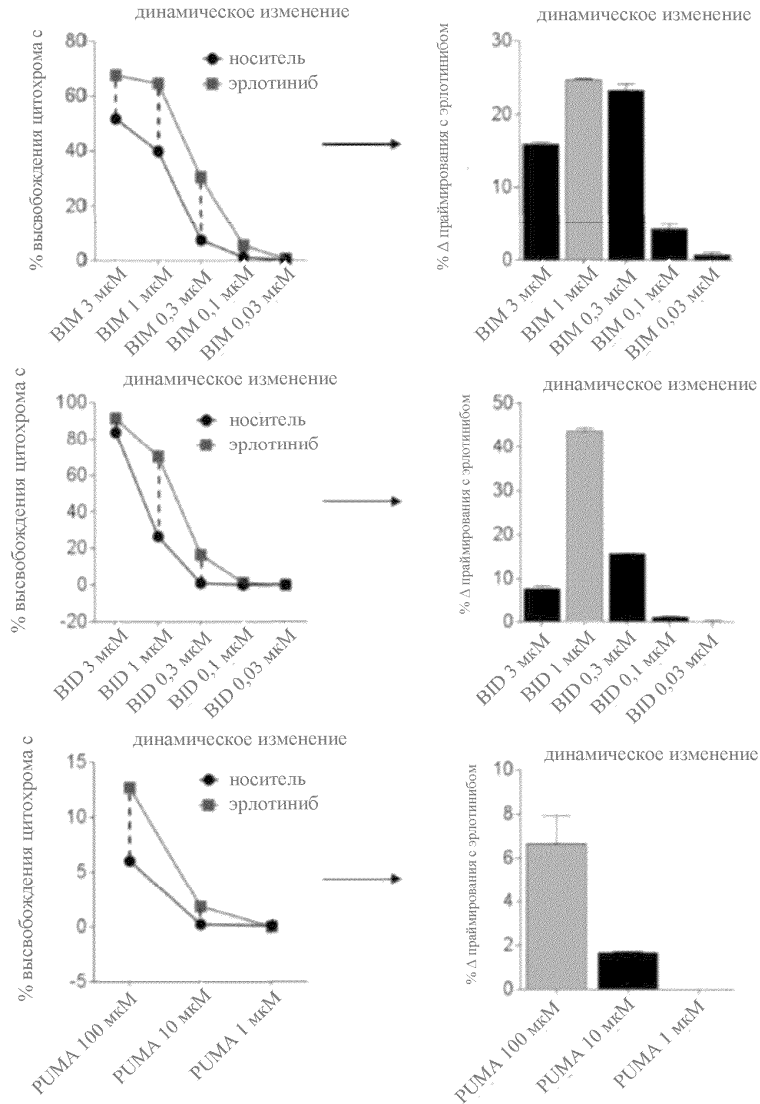 динамическое изменение
% высвобождения цитохрома с
80
60
40
20
0
носитель
эрлотиниб
BIM 3 мкМ
BIM 1 мкМ
BIM 0,3 мкМ
BIM 0,1 мкМ
BIM 0,03 мкМ
динамическое изменение
% Δ праймирования с эрлотинибом
30
20
10
0
BIM 3 мкМ
BIM 1 мкМ
BIM 0,3 мкМ
BIM 0,1 мкМ
BIM 0,03 мкМ
динамическое изменение
% высвобождения цитохрома с
100
80
60
40
20
0
-20
носитель
эрлотиниб
BID 3 мкМ
BID 1 мкМ
BID 0,3 мкМ
BID 0,1 мкМ
BID 0,03 мкМ
динамическое изменение
% Δ праймирования с эрлотинибом
50
40
30
20
10
0
BID 3 мкМ
BID 1 мкМ
BID 0,3 мкМ
BID 0,1 мкМ
BID 0,03 мкМ
динамическое изменение
% высвобождения цитохрома с
15
10
5
0
-5
носитель
эрлотиниб
PUMA 100 мкМ
PUMA 10 мкМ
PUMA 1 мкМ
динамическое изменение
% Δ праймирования с эрлотинибом
10
8
6
4
2
0
PUMA 100 мкМ
PUMA 10 мкМ
PUMA 1 мкМ